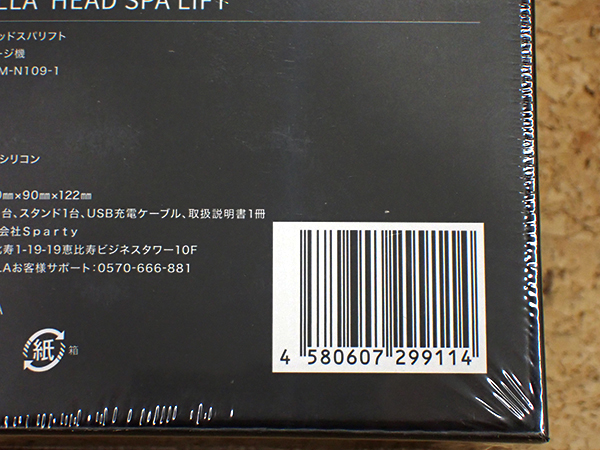 LLA HEAD SPA LIFT
ッドスパリフト
ージ機
M-N109-1
シリコン
㎜×90㎜×122㎜
台、スタンド1台、USB充電ケーブル、取扱説明書1冊
会社Sparty
比寿1-19-19恵比寿ビジネスタワー10F
LAお客様サポート:0570-666-881
A
紙 箱
4 580607 299114